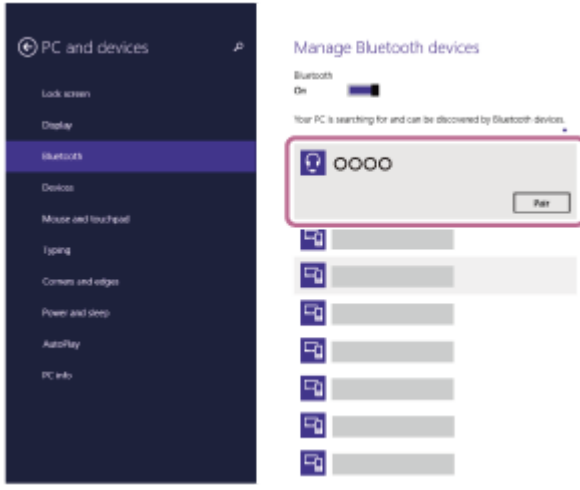 PC and devices
Lock screen
Display
Bluetooth
Devices
Mouse and touchpad
Typing
Corners and edges
Power and sleep
AutoPlay
PC info
Manage Bluetooth devices
Bluetooth
On
Your PC is searching for and can be discovered by Bluetooth devices.
OOOO
Pair